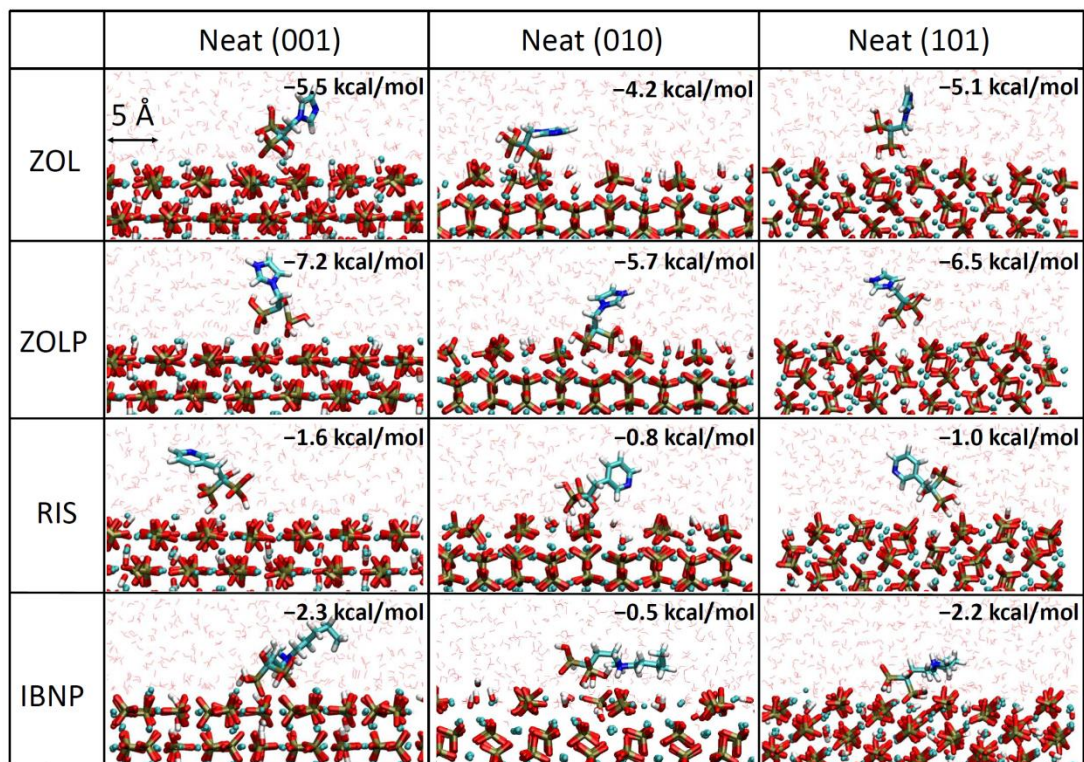 Neat (001) Neat (010) Neat (101)
ZOL
5 Å
−5.5 kcal/mol
−4.2 kcal/mol
−5.1 kcal/mol
ZOLP
−7.2 kcal/mol
−5.7 kcal/mol
−6.5 kcal/mol
RIS
−1.6 kcal/mol
−0.8 kcal/mol
−1.0 kcal/mol
IBNP
−2.3 kcal/mol
−0.5 kcal/mol
−2.2 kcal/mol